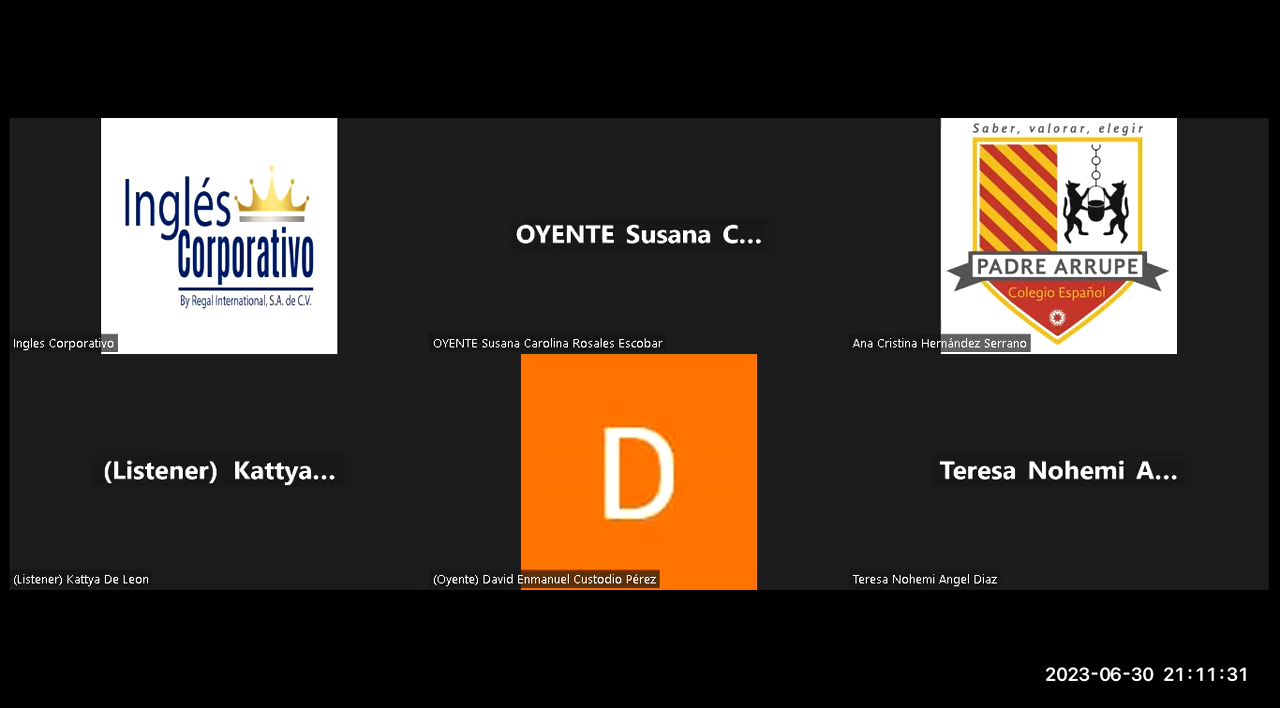 Inglés
Corporativo
By Regal International, S.A. de C.V.
Ingles Corporativo
OYENTE Susana C...
OYENTE Susana Carolina Rosales Escobar
Saber, valorar, elegir
PADRE ARRUPE
Colegio Español
Ana Cristina Hernández Serrano
(Listener) Kattya...
(Listener) Kattya De Leon
D
(Oyente) David Enmanuel Custodio Pérez
Teresa Nohemi A...
Teresa Nohemi Angel Diaz
2023-06-30 21:11:31